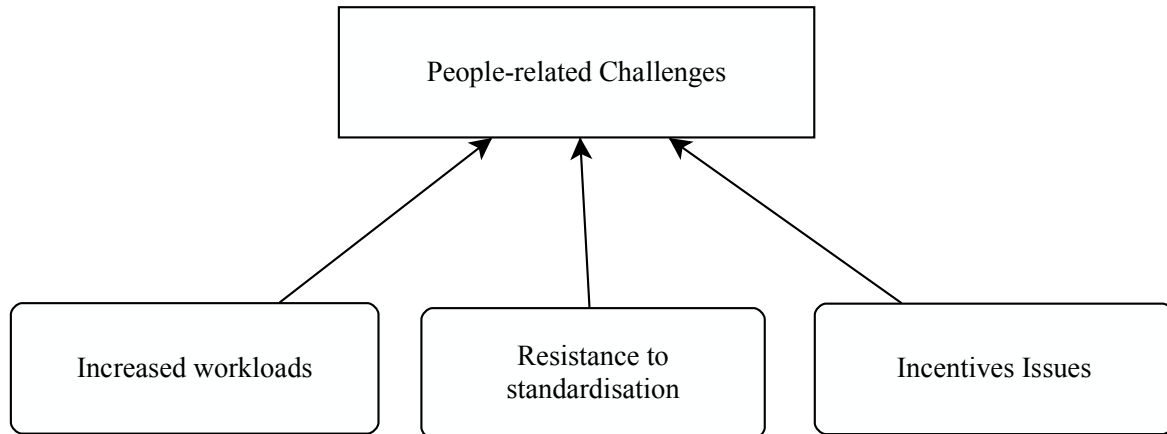 People-related Challenges
Increased workloads
Resistance to
standardisation
Incentives Issues